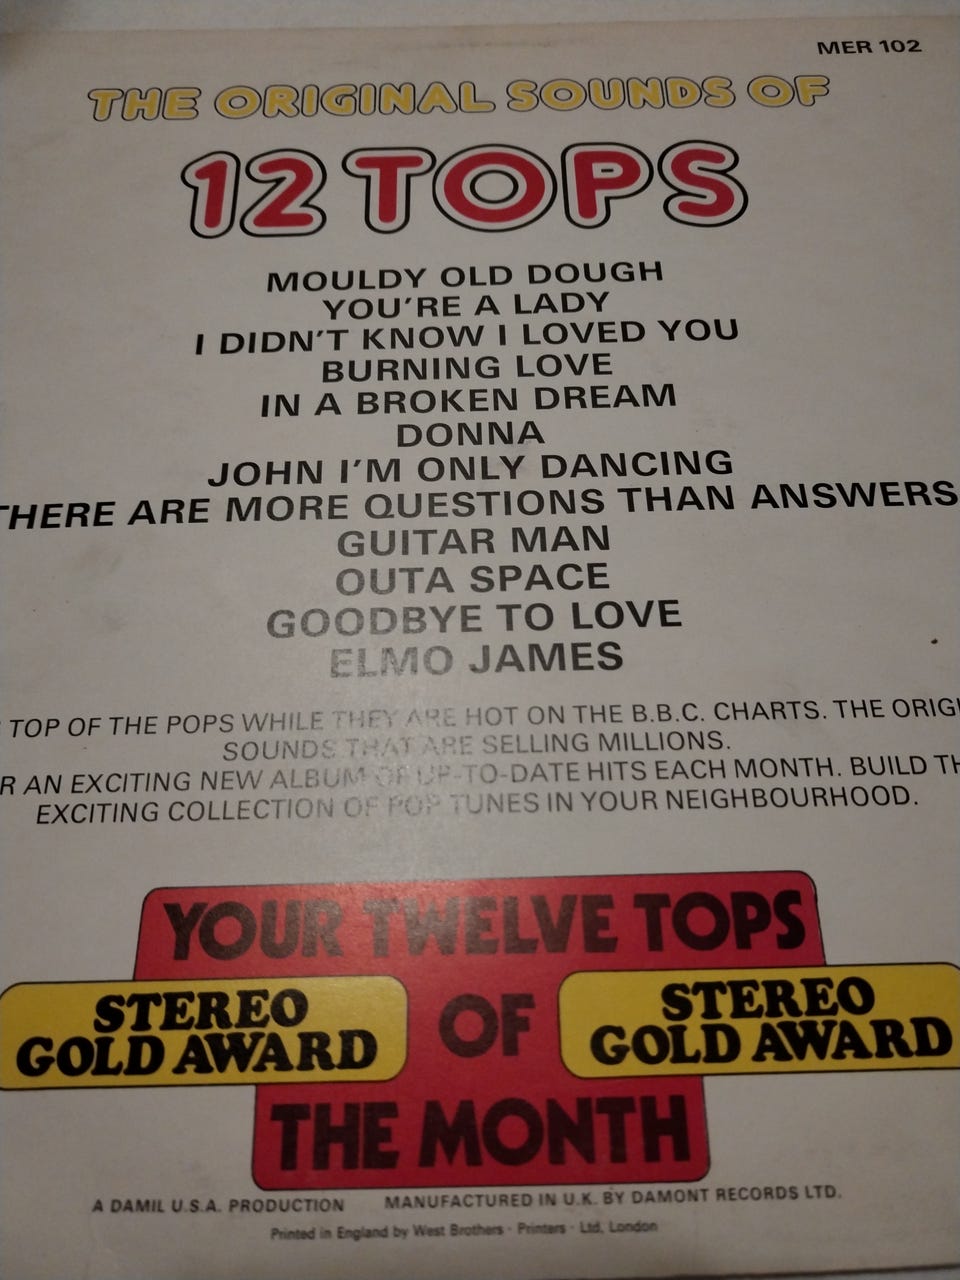 MER 102
THE ORIGINAL SOUNDS OF
12 TOPS
MOULDY OLD DOUGH
YOU'RE A LADY
I DIDN'T KNOW I LOVED YOU
BURNING LOVE
IN A BROKEN DREAM
DONNA
JOHN I'M ONLY DANCING
THERE ARE MORE QUESTIONS THAN ANSWERS
GUITAR MAN
OUTA SPACE
GOODBYE TO LOVE
ELMO JAMES
TOP OF THE POPS WHILE THEY ARE HOT ON THE B.B.C. CHARTS. THE
SOUNDS THAT ARE SELLING MILLIONS.
AN EXCITING NEW ALBUM OF UP-TO-DATE HITS EACH MONTH. BUILD
EXCITING COLLECTION OF POP TUNES IN YOUR NEIGHBOURHOOD.
YOUR TWELVE TOPS
STEREO GOLD AWARD
OF
STEREO GOLD AWARD
THE MONTH
A DAMIL U.S.A. PRODUCTION MANUFACTURED IN U.K. BY DAMONT RECORDS LTD.
Printed in England by West Brothers · Printers · Ltd, London